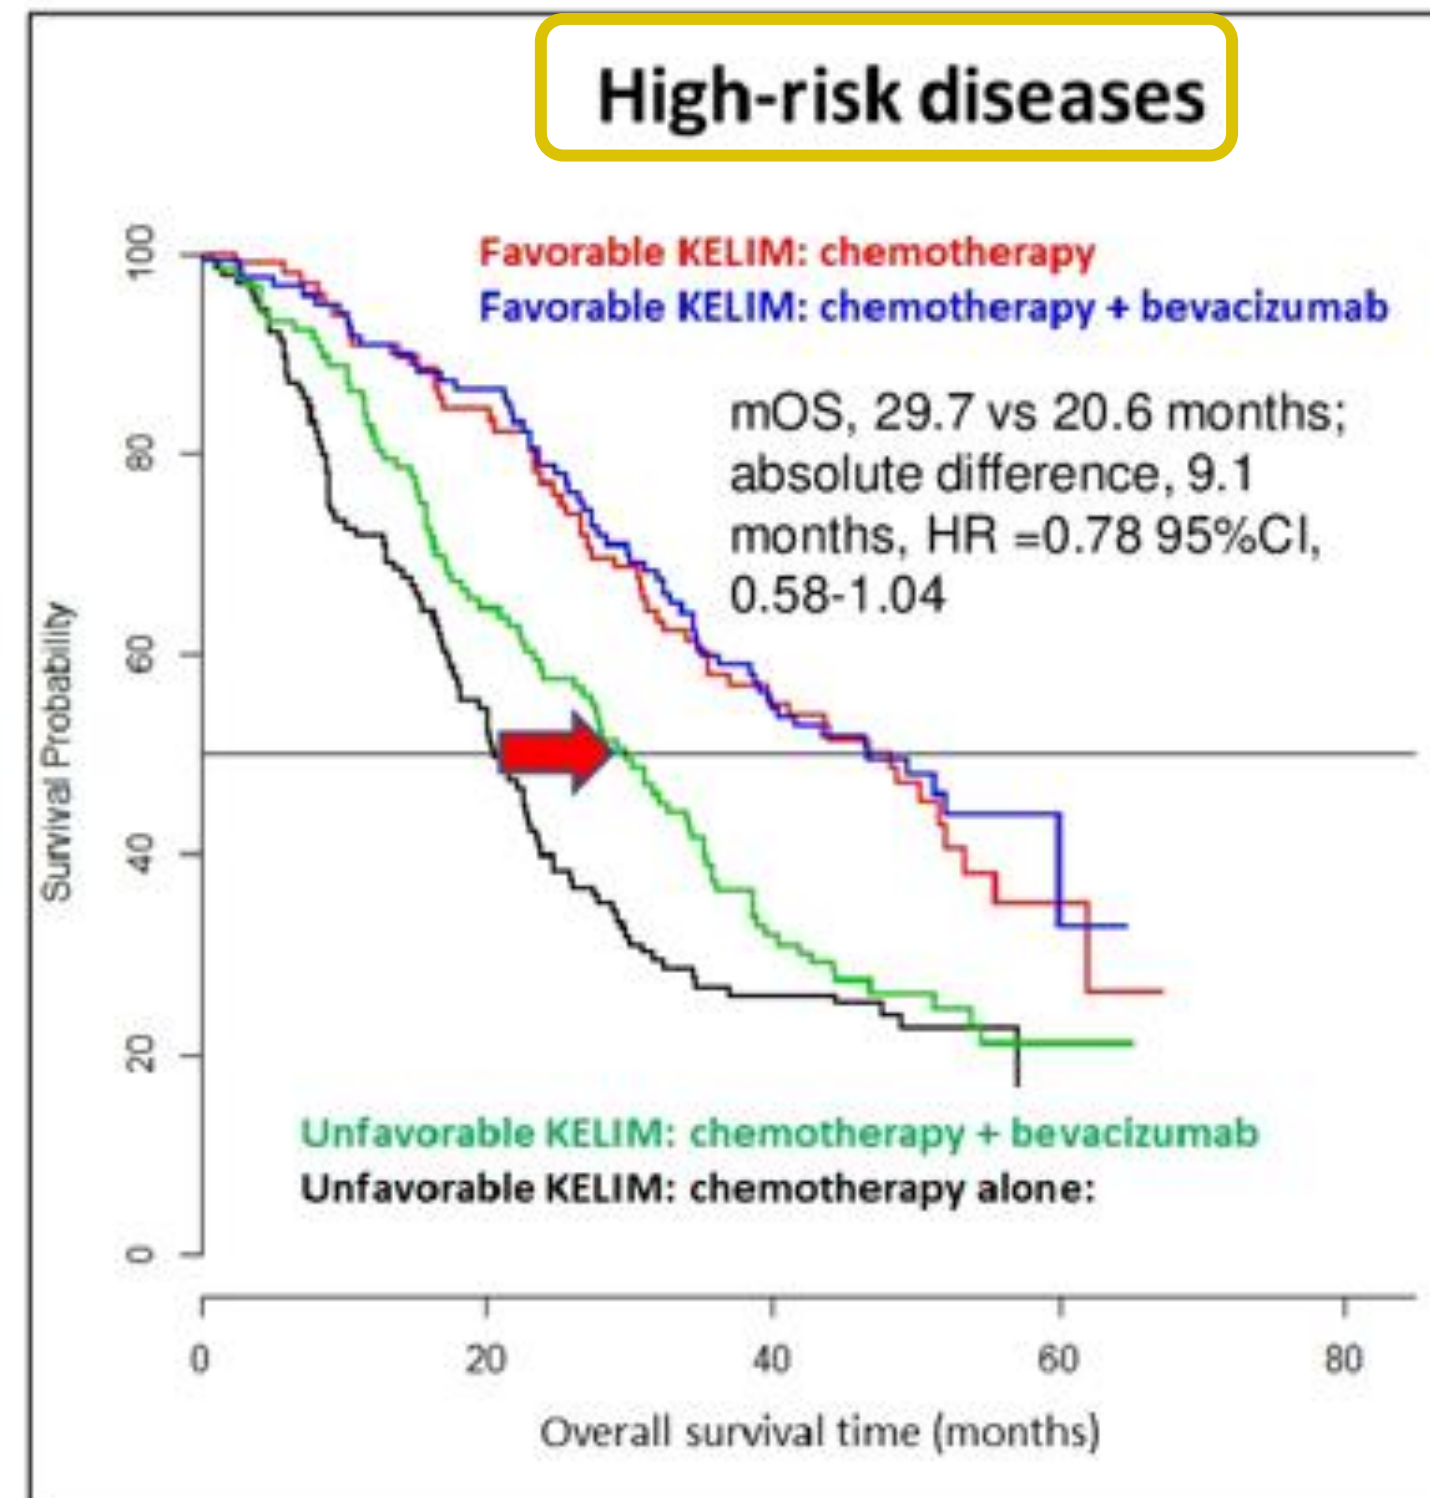 High-risk diseases
Favorable KELIM: chemotherapy
Favorable KELIM: chemotherapy + bevacizumab
mOS, 29.7 vs 20.6 months;
absolute difference, 9.1
months, HR =0.78 95%CI,
0.58-1.04
Survival Probability
100
80
60
40
20
0
Unfavorable KELIM: chemotherapy + bevacizumab
Unfavorable KELIM: chemotherapy alone:
0 20 40 60 80
Overall survival time (months)